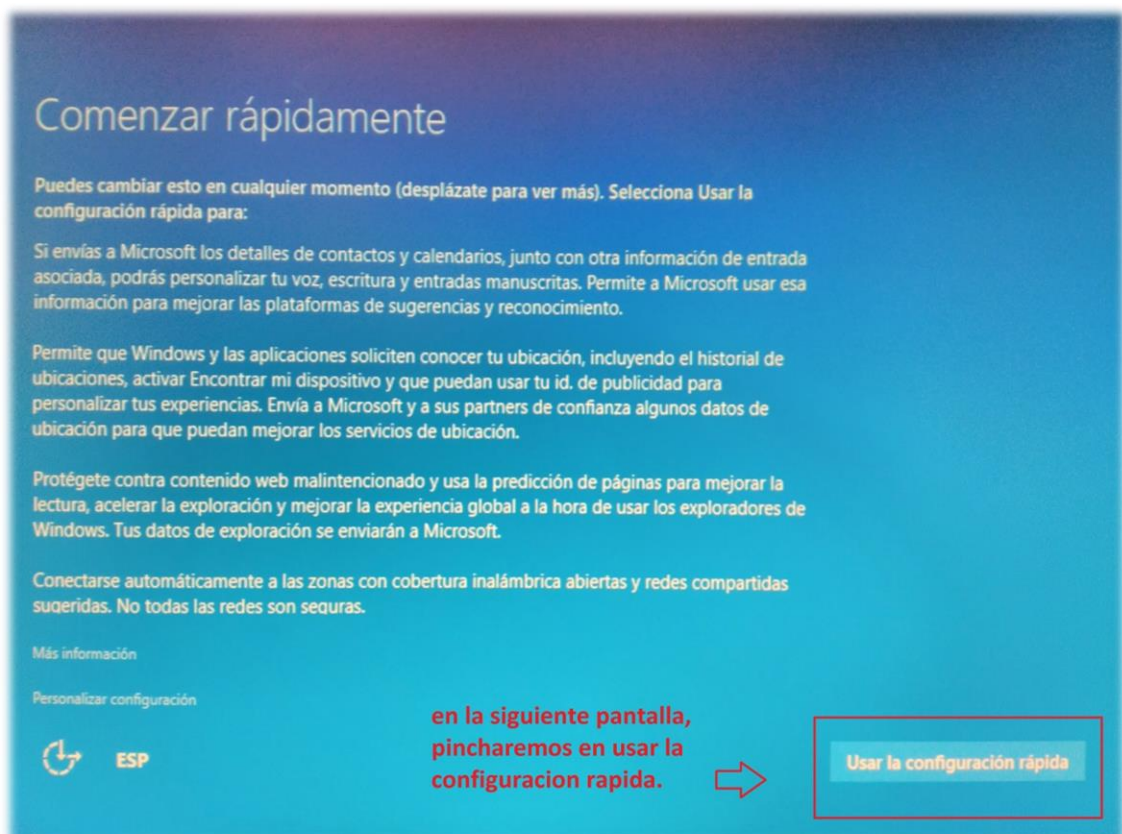 Comenzar rápidamente
Puedes cambiar esto en cualquier momento (desplázate para ver más). Selecciona Usar la
configuración rápida para:
Si envías a Microsoft los detalles de contactos y calendarios, junto con otra información de entrada
asociada, podrás personalizar tu voz, escritura y entradas manuscritas. Permite a Microsoft usar esa
información para mejorar las plataformas de sugerencias y reconocimiento.
Permite que Windows y las aplicaciones soliciten conocer tu ubicación, incluyendo el historial de
ubicaciones, activar Encontrar mi dispositivo y que puedan usar tu id. de publicidad para
personalizar tus experiencias. Envía a Microsoft y a sus partners de confianza algunos datos de
ubicación para que puedan mejorar los servicios de ubicación.
Protégete contra contenido web malintencionado y usa la predicción de páginas para mejorar la
lectura, acelerar la exploración y mejorar la experiencia global a la hora de usar los exploradores de
Windows. Tus datos de exploración se enviarán a Microsoft.
Conectarse automáticamente a las zonas con cobertura inalámbrica abiertas y redes compartidas
sugeridas. No todas las redes son seguras.
Más información
Personalizar configuración
en la siguiente pantalla,
pincharemos en usar la
configuracion rapida.
ESP
Usar la configuración rápida